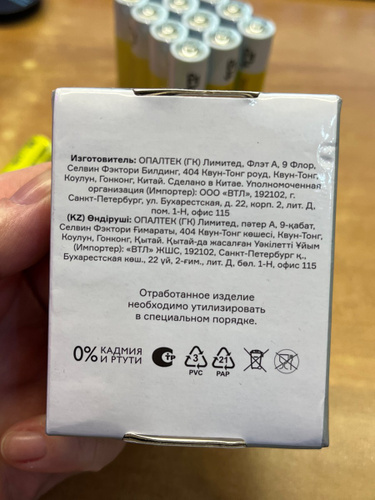 Изготовитель: ОПАЛТЕК (ГК) Лимитед, Флэт А, 9 Флор,
Селвин Фэктори Билдинг, 404 Квун-Тонг роуд, Квун-Тонг,
Коулун, Гонконг, Китай. Сделано в Китае. Уполномоченная
организация (Импортер): ООО «ВТЛ», 192102, г.
Санкт-Петербург, ул. Бухарестская, д. 22, корп. 2, лит. Д,
пом. 1-Н, офис 115
(KZ) Өндіруші: ОПАЛТЕК (ГК) Лимитед, пәтер А, 9-қабат,
Селвин Фэктори Ғимараты, 404 Квун-Тонг көшесі, Квун-Тонг,
Коулун, Гонконг, Қытай. Қытай-да жасалған Уәкілетті Ұйым
(Импортер): «ВТЛ» ЖШС, 192102, Санкт-Петербург қ.,
Бухарестская көш., 22 үй, 2-ғим., лит. Д, бөл. 1-Н, офис 115
Отработанное изделие
необходимо утилизировать
в специальном порядке.
0% КАДМИЯ
И РТУТИ
3
PVC
21
PAP